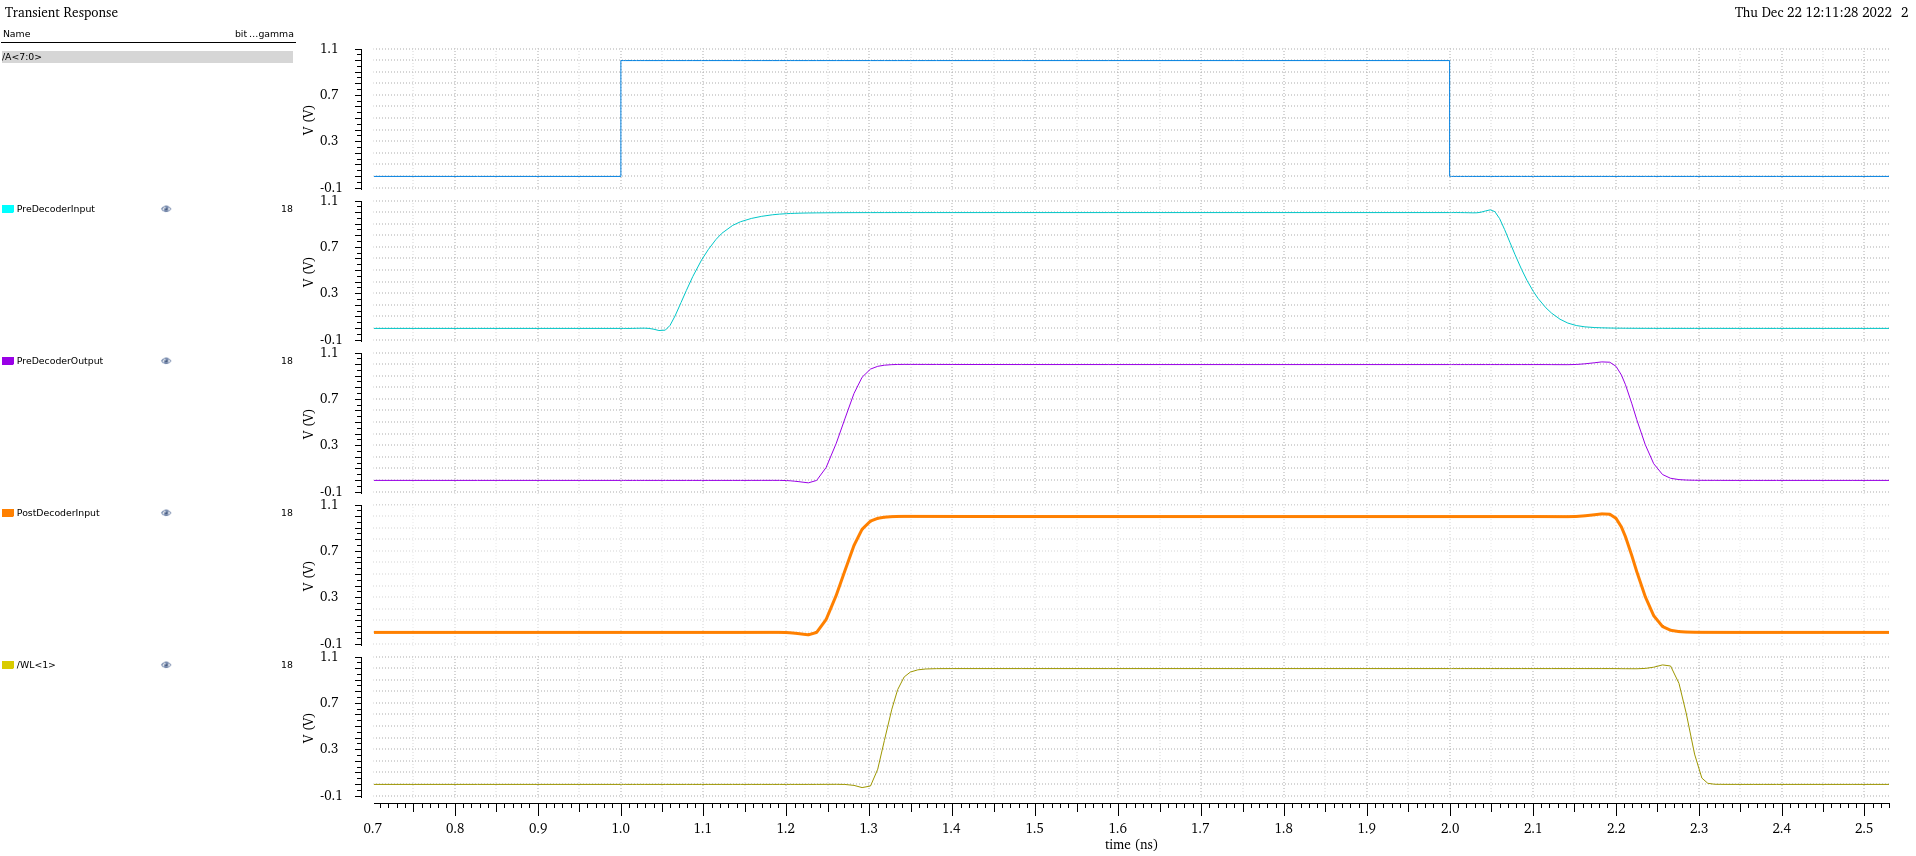 Transient Response
Thu Dec 22 12:11:28 2022 2
Name bit ...gamma
/A<7:0>
1.1
0.7
0.3
-0.1
V (V)
PreDecoderInput 18
1.1
0.7
0.3
-0.1
V (V)
PreDecoderOutput 18
1.1
0.7
0.3
-0.1
V (V)
PostDecoderInput 18
1.1
0.7
0.3
-0.1
V (V)
/WL<1> 18
1.1
0.7
0.3
-0.1
V (V)
0.7 0.8 0.9 1.0 1.1 1.2 1.3 1.4 1.5 1.6 1.7 1.8 1.9 2.0 2.1 2.2 2.3 2.4 2.5
time (ns)